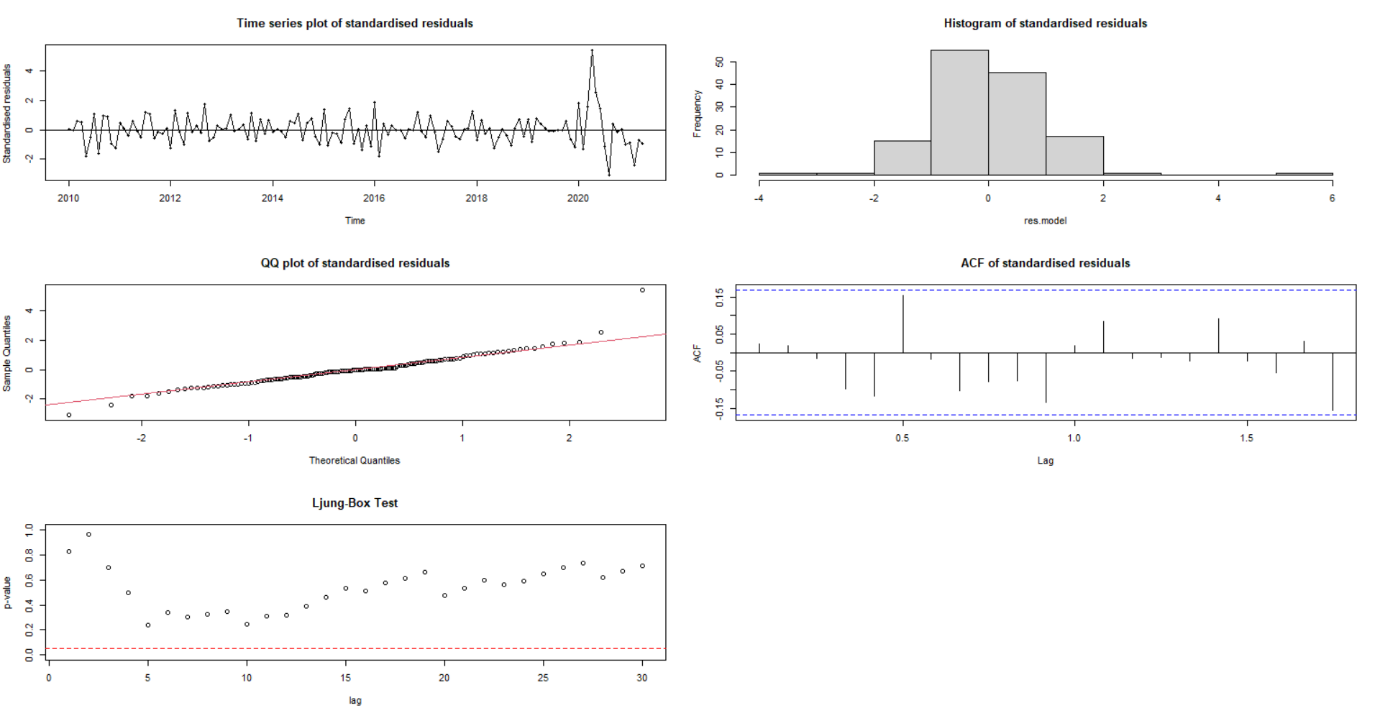 Time series plot of standardised residuals
Standardised residuals
4
2
0
-2
2010 2012 2014 2016 2018 2020
Time
Histogram of standardised residuals
Frequency
50
40
30
20
10
0
-4 -2 0 2 4 6
res.model
QQ plot of standardised residuals
Sample Quantiles
4
2
0
-2
-2 -1 0 1 2
Theoretical Quantiles
ACF of standardised residuals
ACF
0.15
0.05
-0.05
-0.15
0.5 1.0 1.5
Lag
Ljung-Box Test
p-value
1.0
0.8
0.6
0.4
0.2
0.0
0 5 10 15 20 25 30
lag